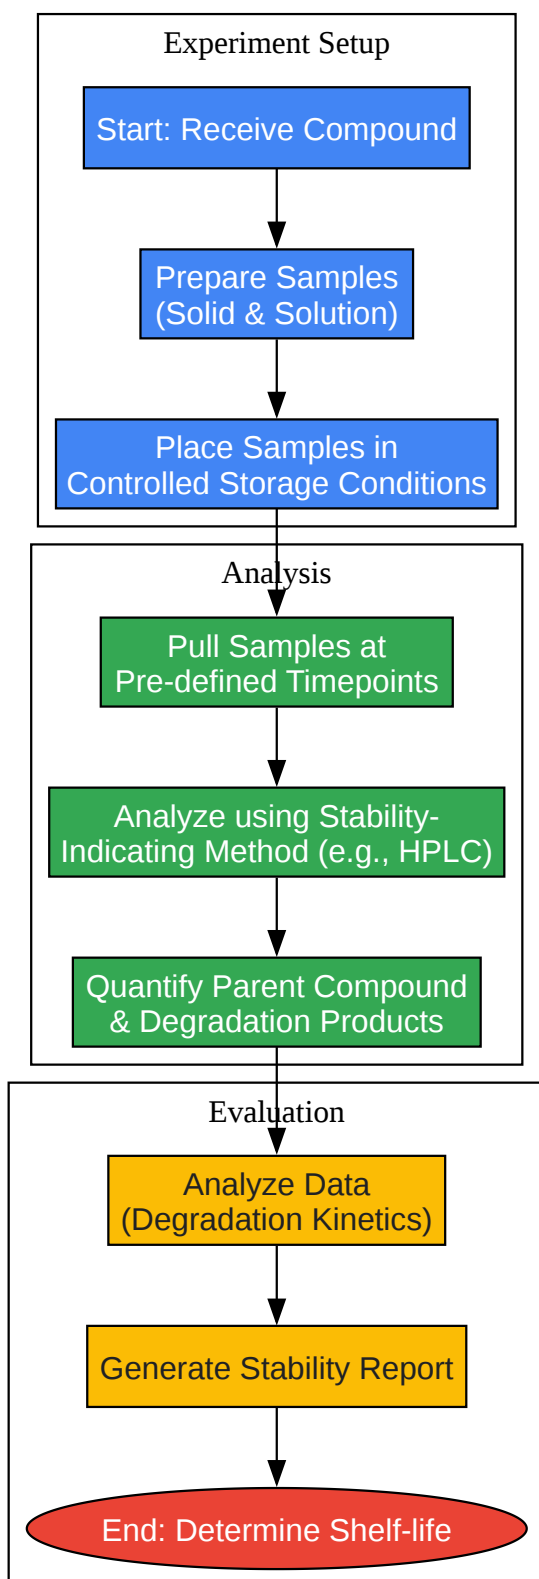 Experiment Setup
Start: Receive Compound
Prepare Samples
(Solid & Solution)
Place Samples in
Controlled Storage Conditions
Analysis
Pull Samples at
Pre-defined Timepoints
Analyze using Stability-
Indicating Method (e.g., HPLC)
Quantify Parent Compound
& Degradation Products
Evaluation
Analyze Data
(Degradation Kinetics)
Generate Stability Report
End: Determine Shelf-life